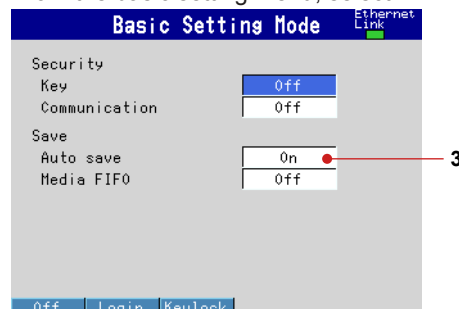 Basic Setting Mode
Ethernet
Link
Security
Key Off
Communication Off
Save
Auto save On
3
Media FIFO Off
Off Login Keylock